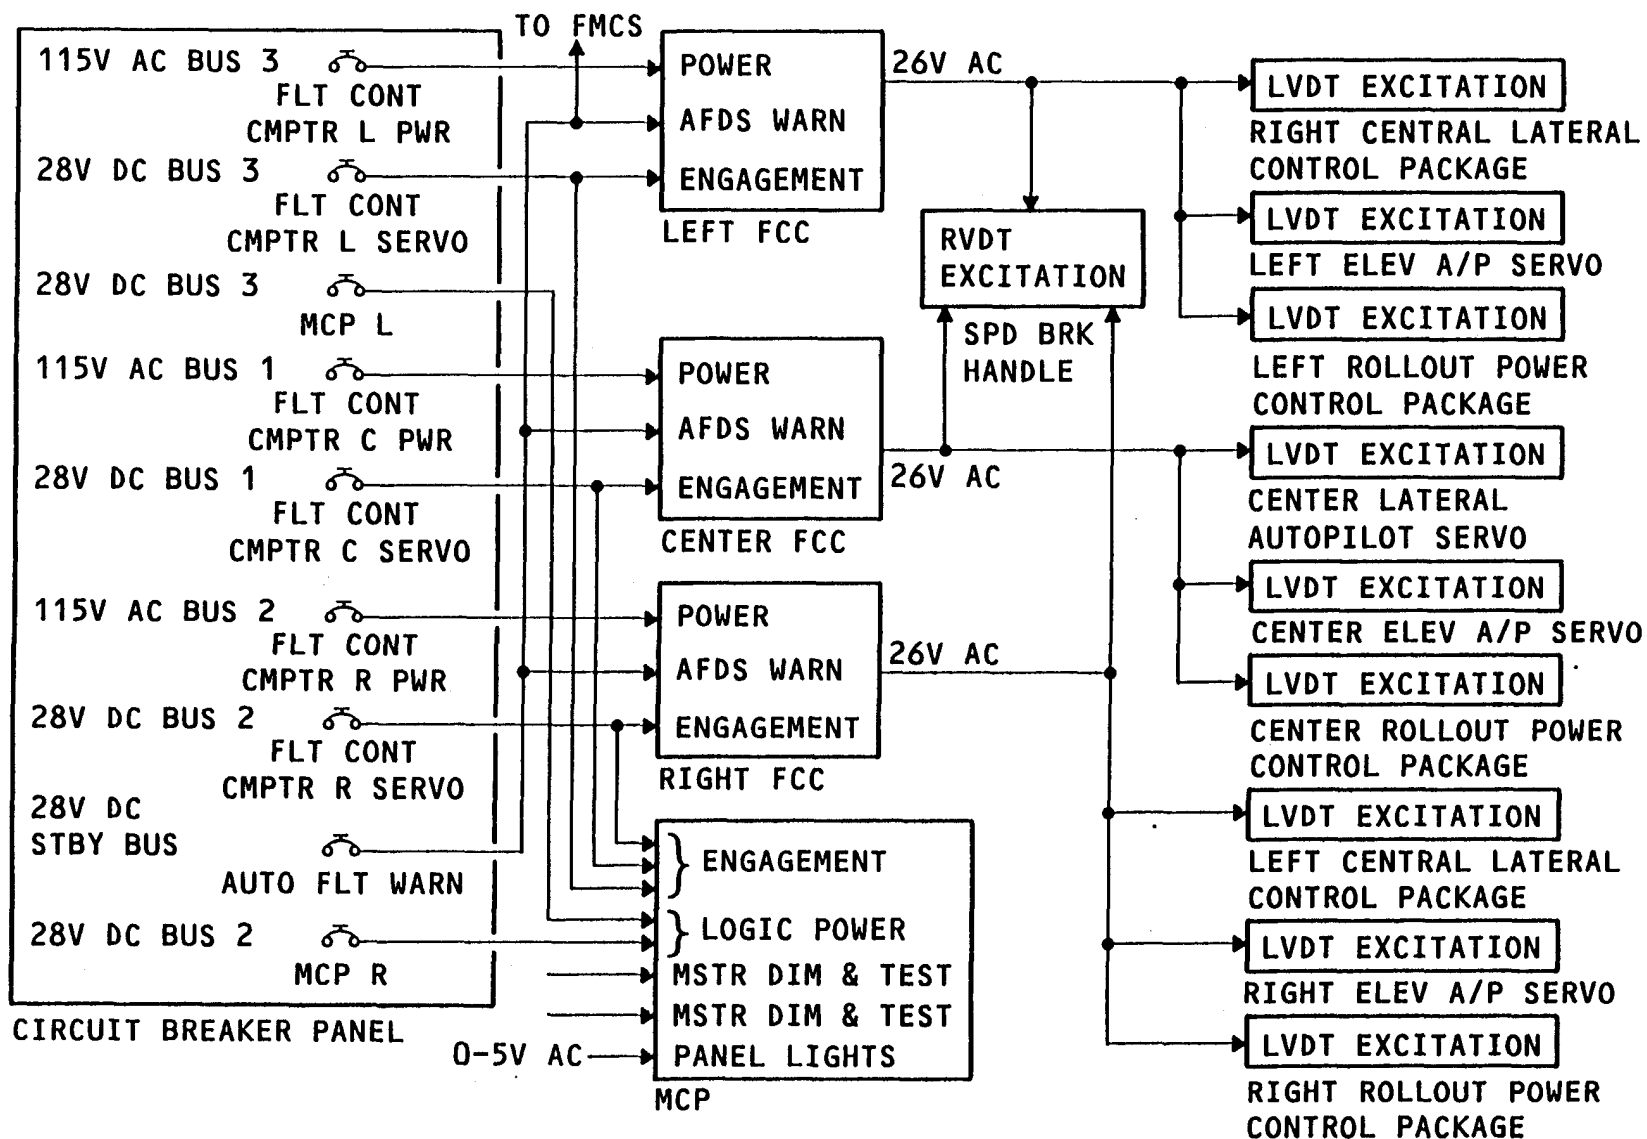 TO FMCS
115V AC BUS 3
FLT CONT
CMPTR L PWR
28V DC BUS 3
FLT CONT
CMPTR L SERVO
28V DC BUS 3
MCP L
115V AC BUS 1
FLT CONT
CMPTR C PWR
28V DC BUS 1
FLT CONT
CMPTR C SERVO
115V AC BUS 2
FLT CONT
CMPTR R PWR
28V DC BUS 2
FLT CONT
CMPTR R SERVO
28V DC
STBY BUS
AUTO FLT WARN
28V DC BUS 2
MCP R
CIRCUIT BREAKER PANEL
POWER
AFDS WARN
ENGAGEMENT
LEFT FCC
POWER
AFDS WARN
ENGAGEMENT
CENTER FCC
POWER
AFDS WARN
ENGAGEMENT
RIGHT FCC
ENGAGEMENT
LOGIC POWER
MSTR DIM & TEST
MSTR DIM & TEST
0-5V AC
PANEL LIGHTS
MCP
26V AC
RVDT
EXCITATION
SPD BRK
HANDLE
26V AC
26V AC
LVDT EXCITATION
RIGHT CENTRAL LATERAL
CONTROL PACKAGE
LVDT EXCITATION
LEFT ELEV A/P SERVO
LVDT EXCITATION
LEFT ROLLOUT POWER
CONTROL PACKAGE
LVDT EXCITATION
CENTER LATERAL
AUTOPILOT SERVO
LVDT EXCITATION
CENTER ELEV A/P SERVO
LVDT EXCITATION
CENTER ROLLOUT POWER
CONTROL PACKAGE
LVDT EXCITATION
LEFT CENTRAL LATERAL
CONTROL PACKAGE
LVDT EXCITATION
RIGHT ELEV A/P SERVO
LVDT EXCITATION
RIGHT ROLLOUT POWER
CONTROL PACKAGE